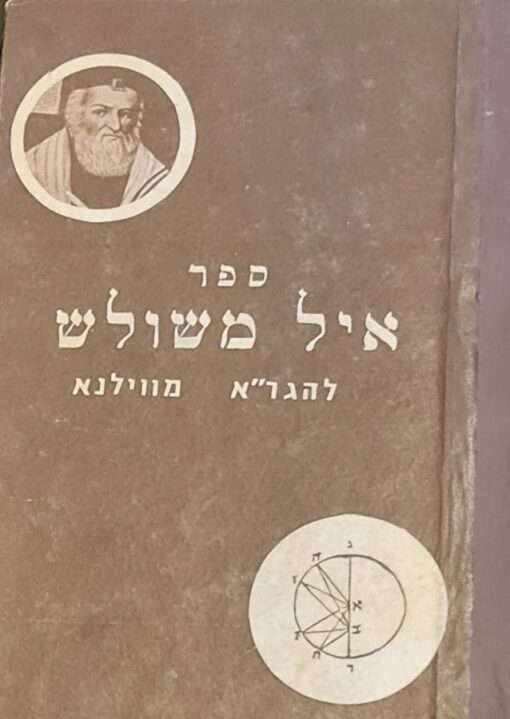 ספר
איל משולש
להגר״א מווילנא
ב
ה
ז
א
ח
ר